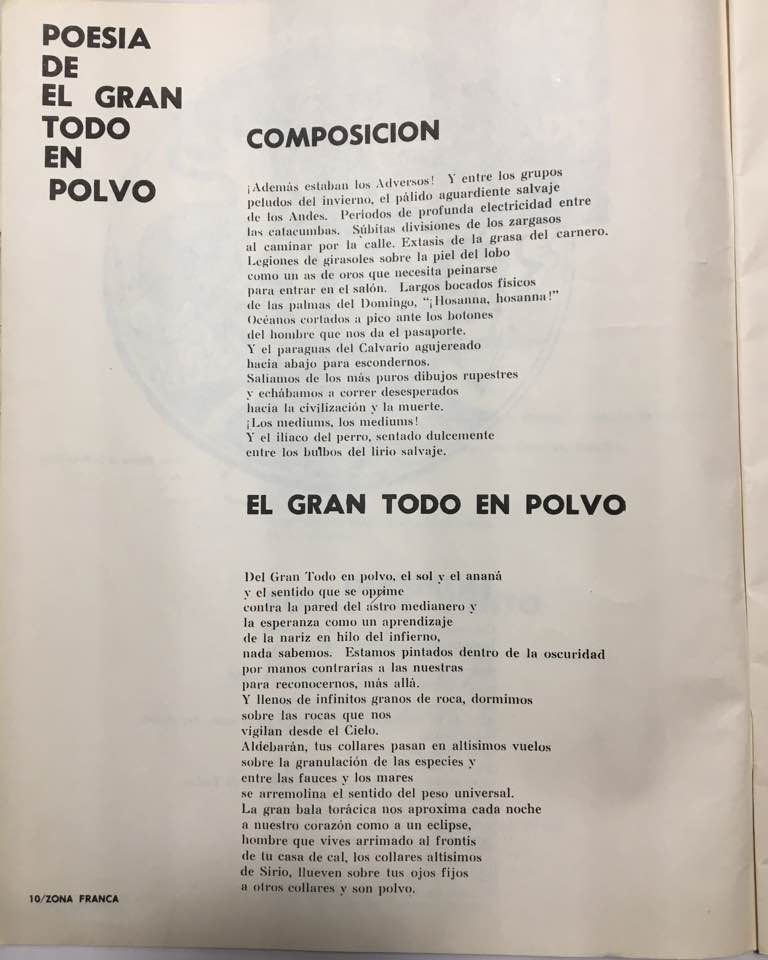 POESIA
DE
EL GRAN
TODO
EN
POLVO
COMPOSICION
¡Además estaban los Adversos! Y entre los grupos
peludos del invierno, el pálido aguardiente salvaje
de los Andes. Períodos de profunda electricidad entre
las catacumbas. Súbitas divisiones de los zargasos
al caminar por la calle. Extasis de la grasa del carnero.
Legiones de girasoles sobre la piel del lobo
como un as de oros que necesita peinarse
para entrar en el salón. Largos bocados físicos
de las palmas del Domingo, "¡Hosanna, hosanna!"
Océanos cortados a pico ante los botones
del hombre que nos da el pasaporte.
Y el paraguas del Calvario agujereado
hacia abajo para escondernos.
Salíamos de los más puros dibujos rupestres
y echábamos a correr desesperados
hacia la civilización y la muerte.
¡Los mediums, los mediums!
Y el ilíaco del perro, sentado dulcemente
entre los bulbos del lirio salvaje.
EL GRAN TODO EN POLVO
Del Gran Todo en polvo, el sol y el ananá
y el sentido que se oprime
contra la pared del astro medianero y
la esperanza como un aprendizaje
de la nariz en hilo del infierno,
nada sabemos. Estamos pintados dentro de la oscuridad
por manos contrarias a las nuestras
para reconocernos, más allá.
Y llenos de infinitos granos de roca, dormimos
sobre las rocas que nos
vigilan desde el Cielo.
Aldebarán, tus collares pasan en altísimos vuelos
sobre la granulación de las especies y
entre las fauces y los mares
se arremolina el sentido del peso universal.
La gran bala torácica nos aproxima cada noche
a nuestro corazón como a un eclipse,
hombre que vives arrimado al frontis
de tu casa de cal, los collares altísimos
de Sirio, llueven sobre tus ojos fijos
a otros collares y son polvo.
10/ZONA FRANCA